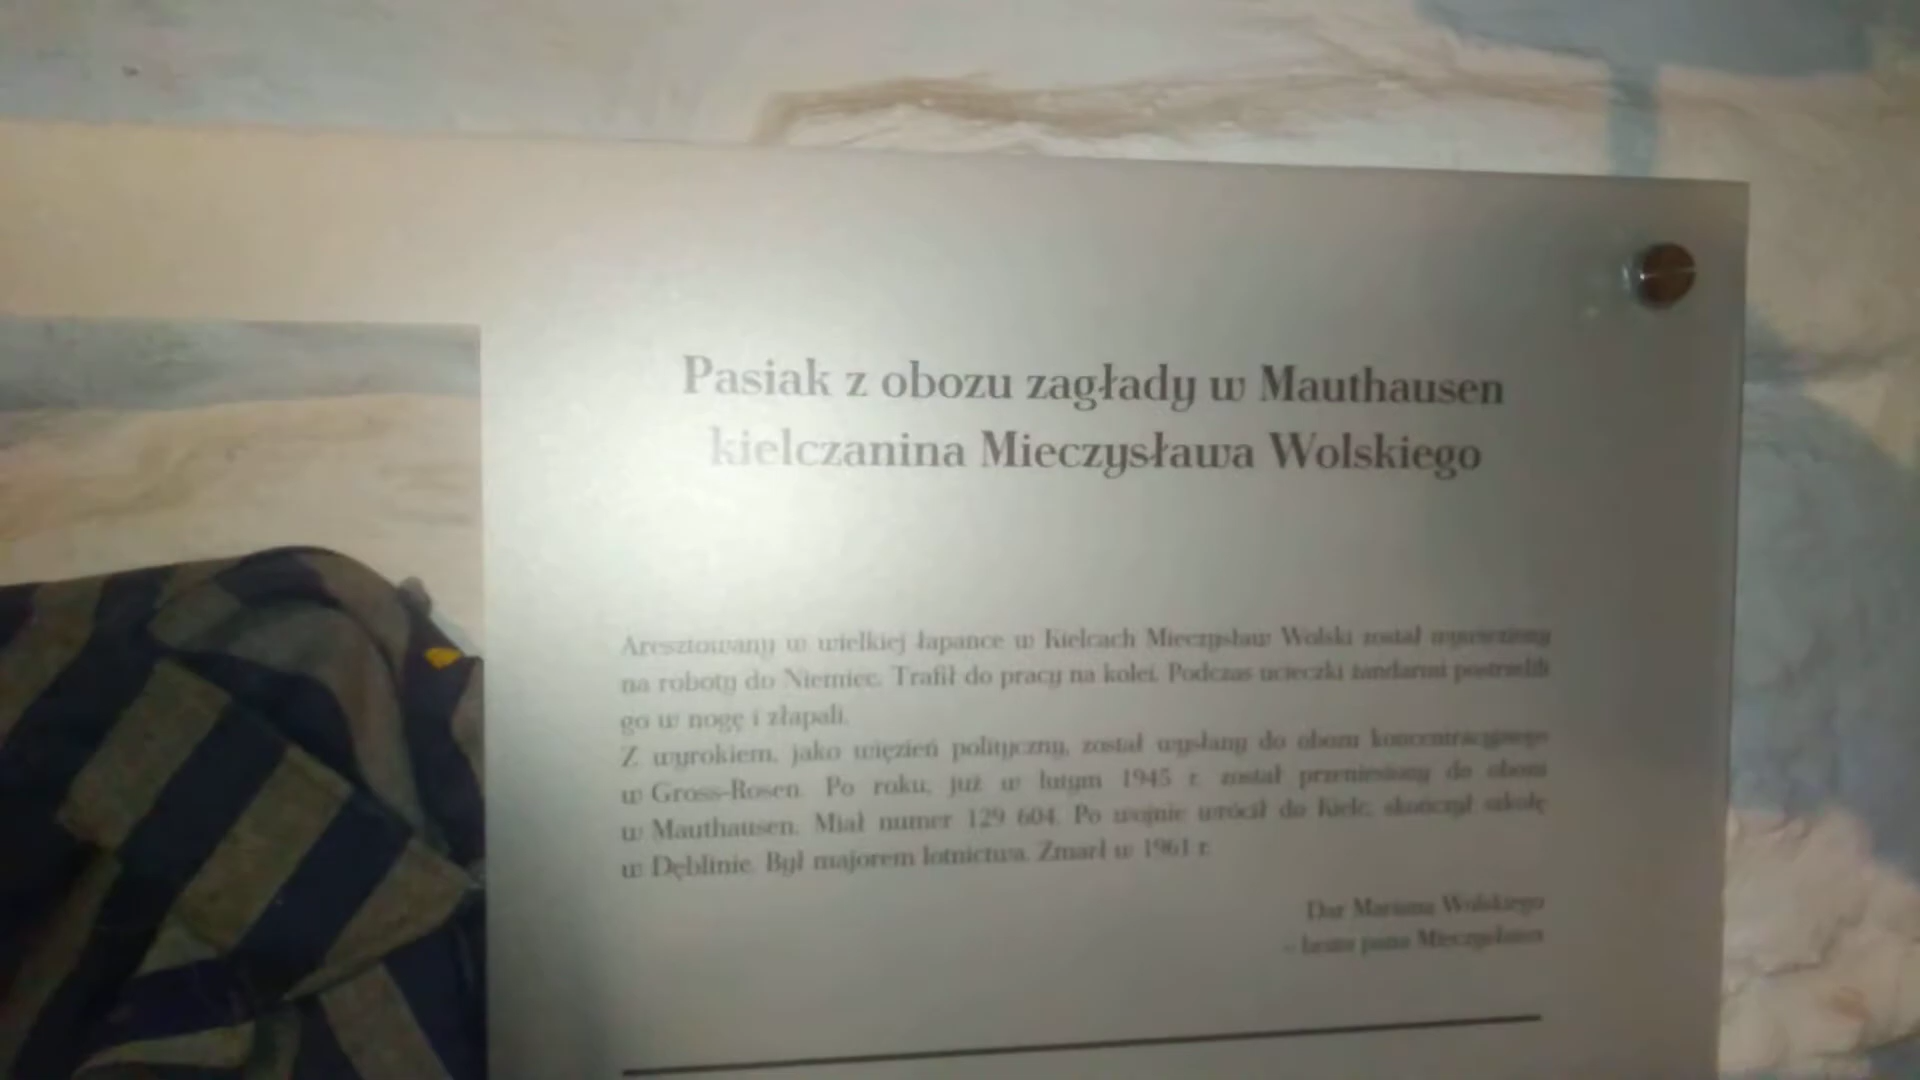 Pasiak z obozu zagłady w Mauthausen
kielczanina Mieczysława Wolskiego
Aresztowany w wielkiej łapance w Kielcach Mieczysław Wolski został wywieziony
na roboty do Niemiec. Trafił do pracy na kolei. Podczas ucieczki żandarmi postrzelili
go w nogę i złapali.
Z wyrokiem, jako więzień polityczny, został wysłany do obozu koncentracyjnego
w Gross-Rosen. Po roku, już w lutym 1945 r. został przeniesiony do obozu
w Mauthausen. Miał numer 129 604. Po wojnie wrócił do Kielc, skończył szkołę
w Dęblinie. Był majorem lotnictwa. Zmarł w 1961 r.
Dar Mariana Wolskiego
– brata pana Mieczysława